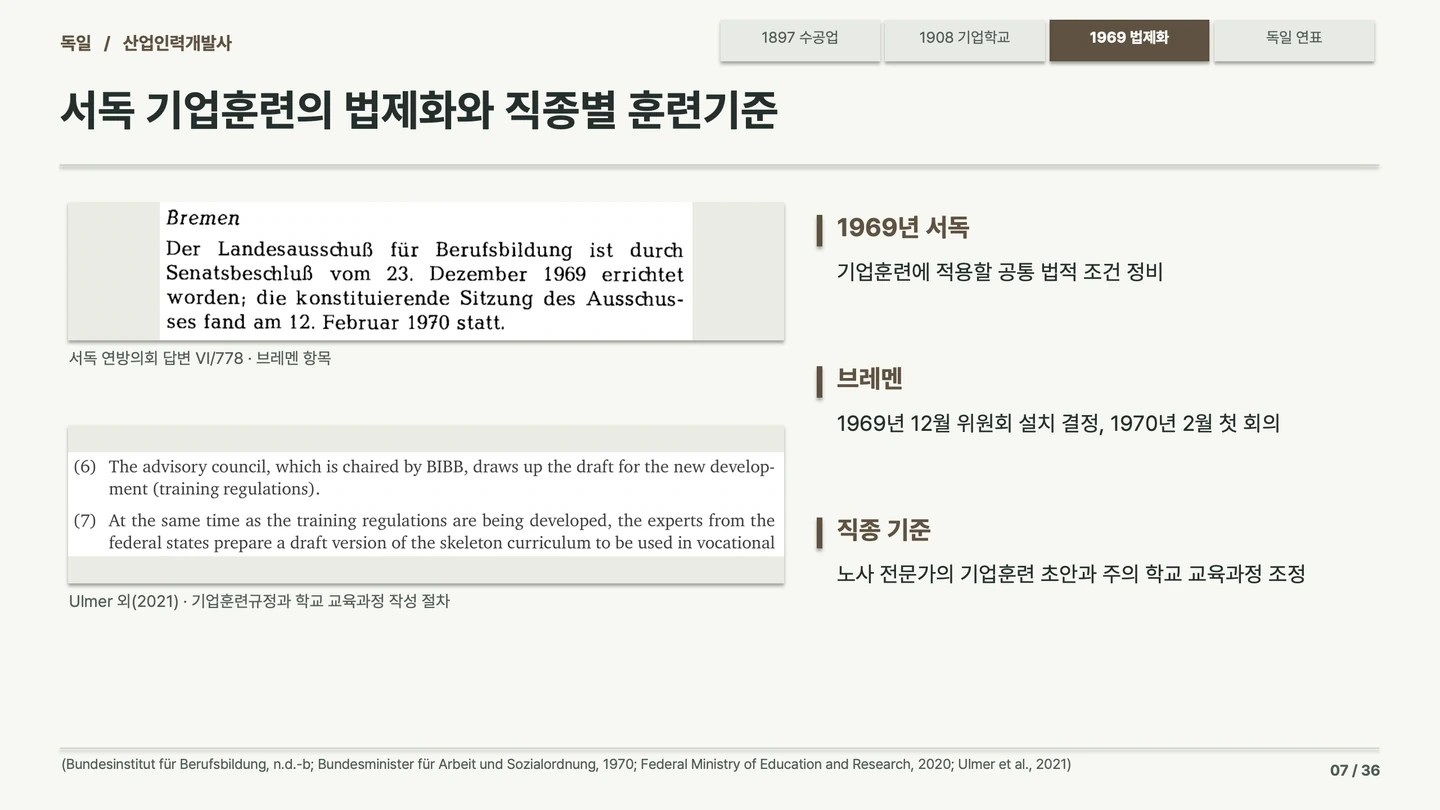 독일 / 산업인력개발사
1897 수공업
1908 기업학교
1969 법제화
독일 연표
서독 기업훈련의 법제화와 직종별 훈련기준
Bremen
Der Landesausschuß für Berufsbildung ist durch
Senatsbeschluß vom 23. Dezember 1969 errichtet
worden; die konstituierende Sitzung des Ausschus-
ses fand am 12. Februar 1970 statt.
서독 연방의회 답변 VI/778 · 브레멘 항목
(6) The advisory council, which is chaired by BIBB, draws up the draft for the new develop-
ment (training regulations).
(7) At the same time as the training regulations are being developed, the experts from the
federal states prepare a draft version of the skeleton curriculum to be used in vocational
Ulmer 외(2021) · 기업훈련규정과 학교 교육과정 작성 절차
1969년 서독
기업훈련에 적용할 공통 법적 조건 정비
브레멘
1969년 12월 위원회 설치 결정, 1970년 2월 첫 회의
직종 기준
노사 전문가의 기업훈련 초안과 주의 학교 교육과정 조정
(Bundesinstitut für Berufsbildung, n.d.-b; Bundesminister für Arbeit und Sozialordnung, 1970; Federal Ministry of Education and Research, 2020; Ulmer et al., 2021)
07 / 36